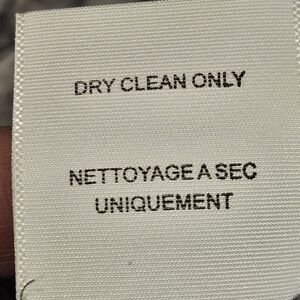 DRY CLEAN ONLY
NETTOYAGE A SEC
UNIQUEMENT